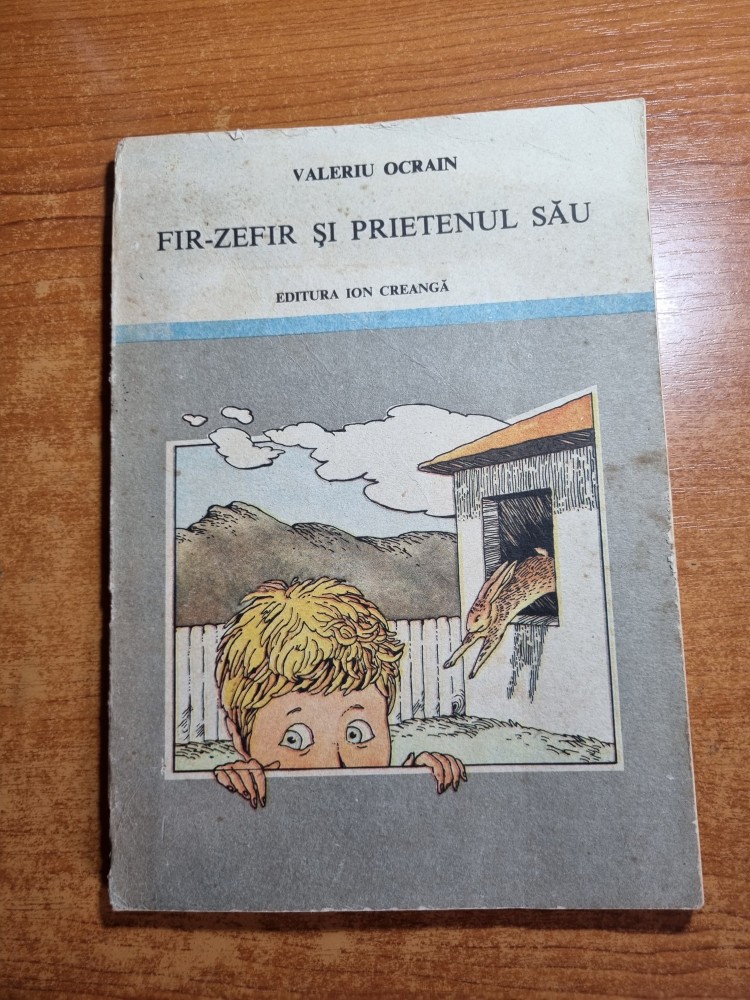 VALERIU OCRAIN
FIR-ZEFIR ŞI PRIETENUL SĂU
EDITURA ION CREANGĂ